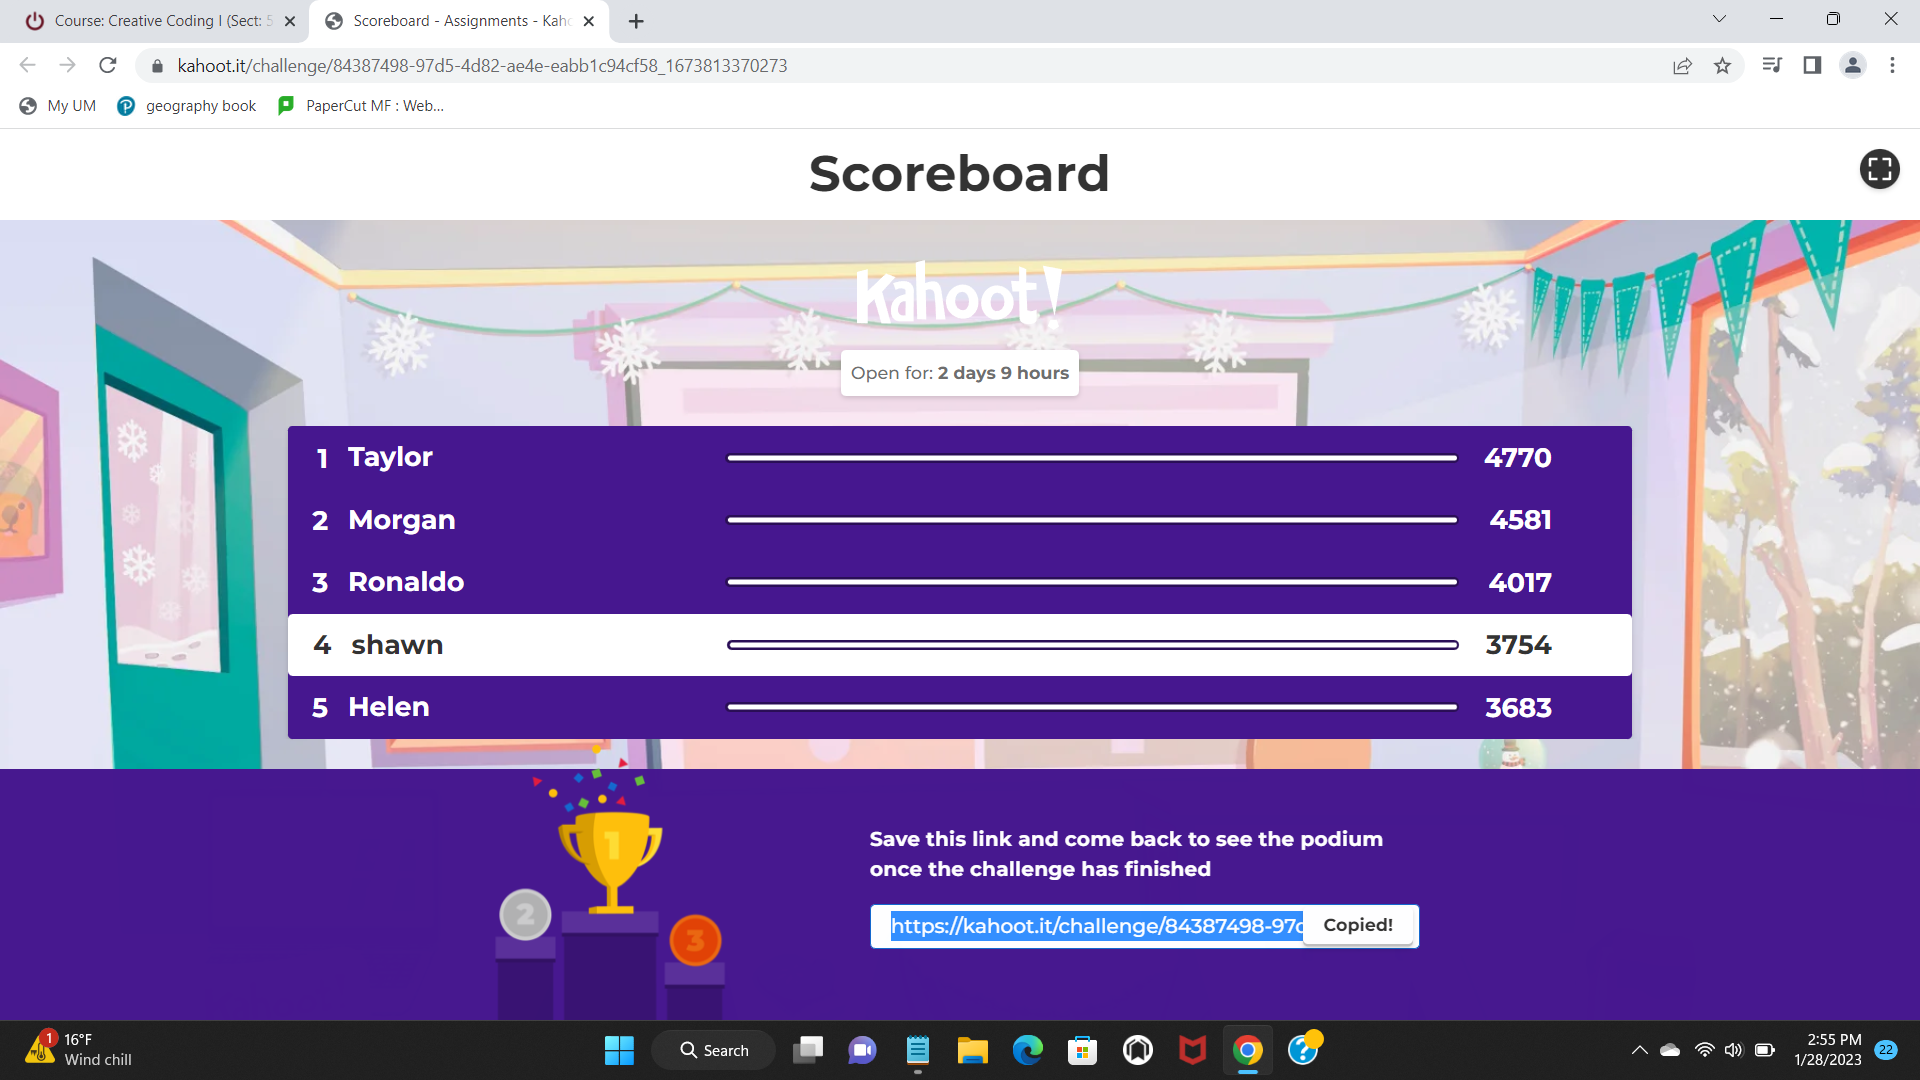 Course: Creative Coding I (Sect: 5
Scoreboard - Assignments - Kaho
kahoot.it/challenge/84387498-97d5-4d82-ae4e-eabb1c94cf58_1673813370273
My UM
geography book
PaperCut MF : Web...
Scoreboard
Kahoot!
Open for: 2 days 9 hours
1 Taylor 4770
2 Morgan 4581
3 Ronaldo 4017
4 shawn 3754
5 Helen 3683
1
2
3
Save this link and come back to see the podium
once the challenge has finished
https://kahoot.it/challenge/84387498-97d
Copied!
1
16°F
Wind chill
Search
2:55 PM
1/28/2023
22